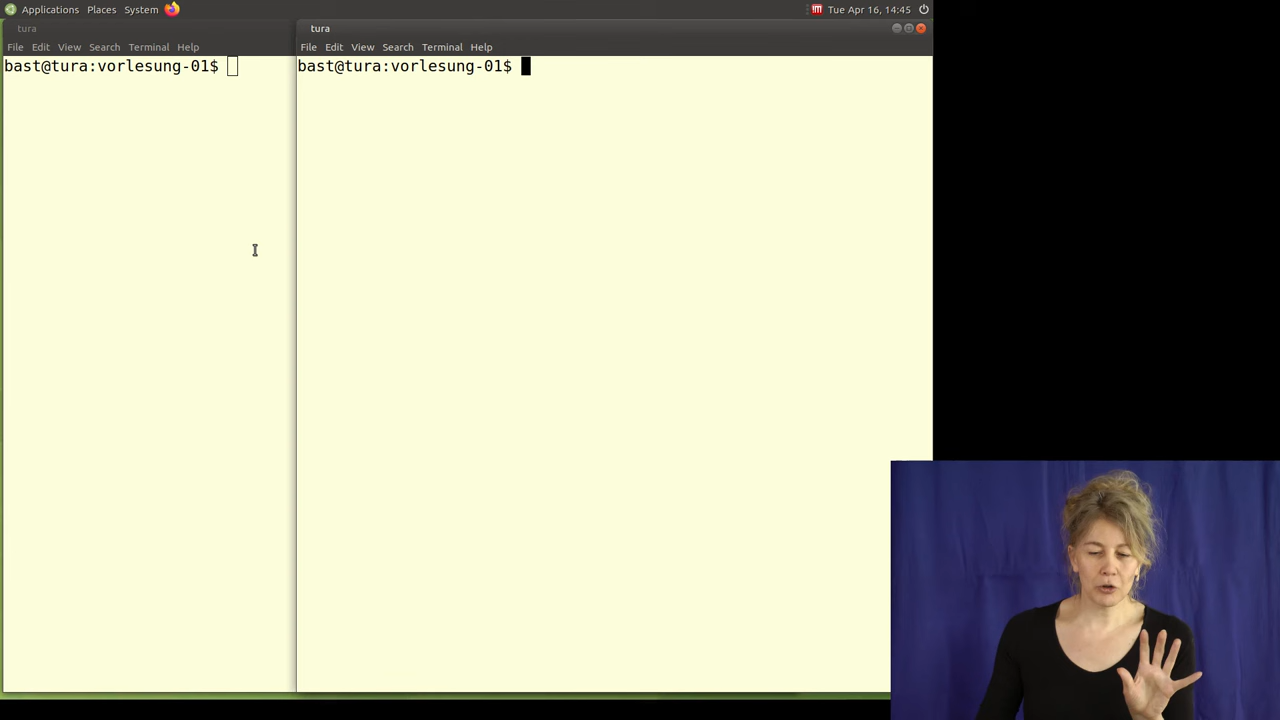 Applications Places System Tue Apr 16, 14:45
tura
File Edit View Search Terminal Help
bast@tura:vorlesung-01$
tura
File Edit View Search Terminal Help
bast@tura:vorlesung-01$